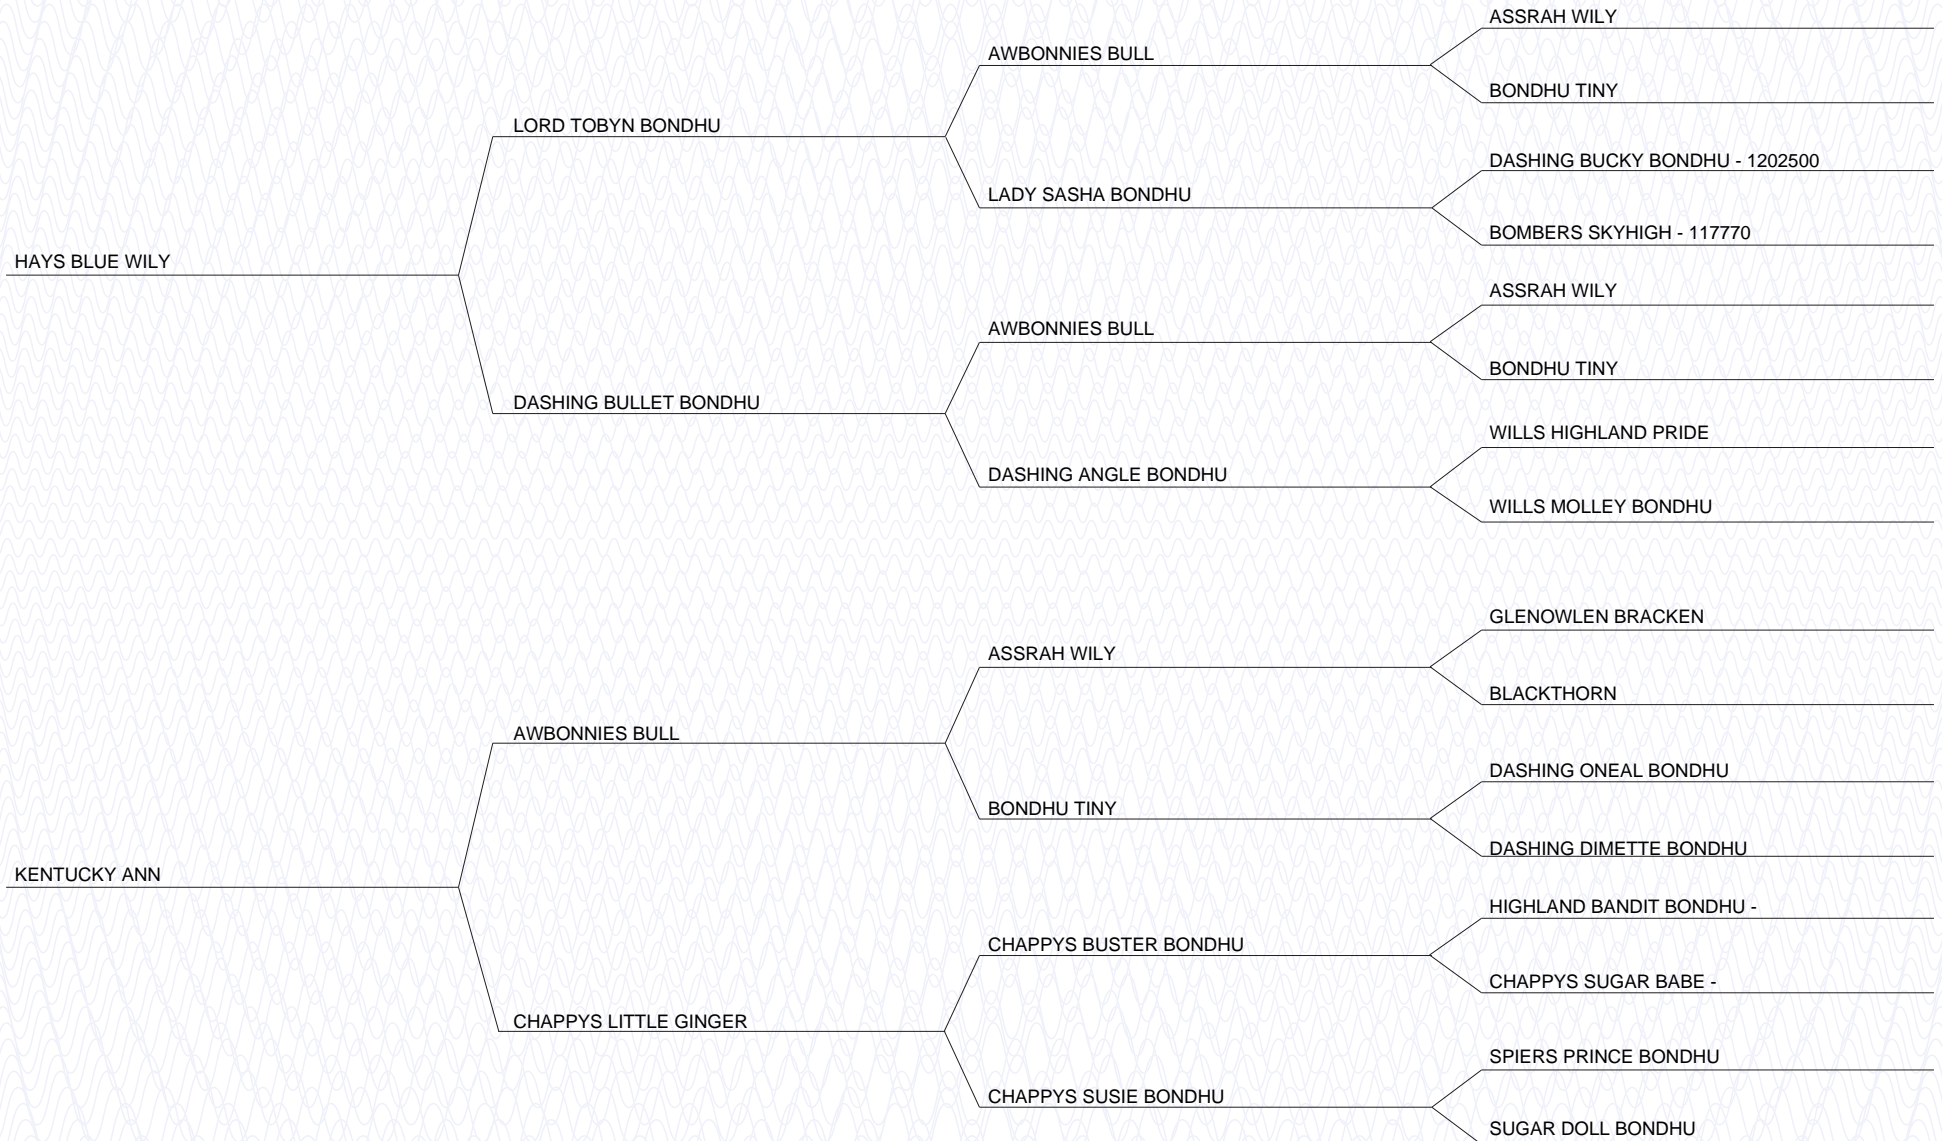 ASSRAH WILY
AWBONNIES BULL
BONDHU TINY
LORD TOBYN BONDHU
DASHING BUCKY BONDHU - 1202500
LADY SASHA BONDHU
BOMBERS SKYHIGH - 117770
HAYS BLUE WILY
ASSRAH WILY
AWBONNIES BULL
BONDHU TINY
DASHING BULLET BONDHU
WILLS HIGHLAND PRIDE
DASHING ANGLE BONDHU
WILLS MOLLEY BONDHU
GLENOWLEN BRACKEN
ASSRAH WILY
BLACKTHORN
AWBONNIES BULL
DASHING ONEAL BONDHU
BONDHU TINY
DASHING DIMETTE BONDHU
KENTUCKY ANN
HIGHLAND BANDIT BONDHU -
CHAPPYS BUSTER BONDHU
CHAPPYS SUGAR BABE -
CHAPPYS LITTLE GINGER
SPIERS PRINCE BONDHU
CHAPPYS SUSIE BONDHU
SUGAR DOLL BONDHU